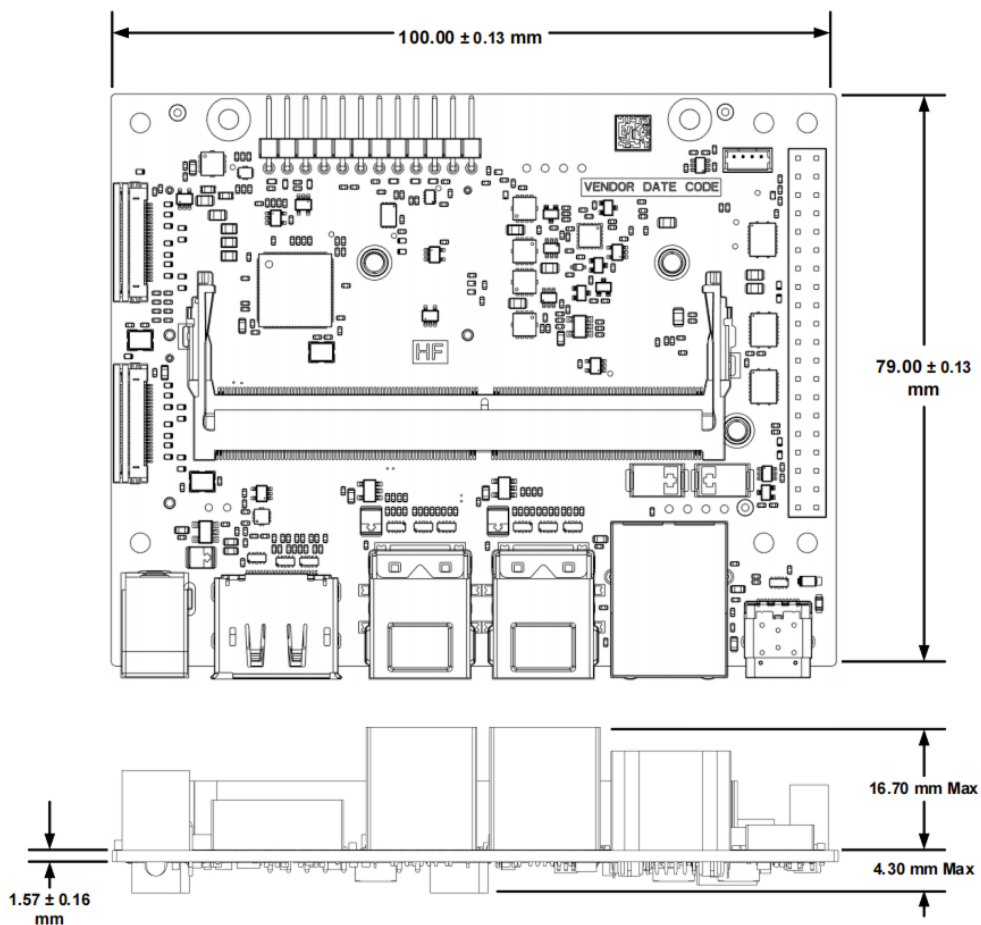 100.00 ± 0.13 mm
VENDOR DATE CODE
HF
79.00 ± 0.13
mm
16.70 mm Max
4.30 mm Max
1.57 ± 0.16
mm